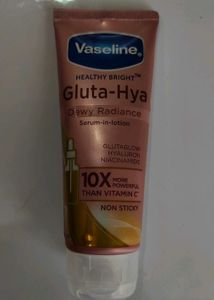 Vaseline
HEALTHY BRIGHT™
Gluta-Hya
Dewy Radiance
Serum-in-lotion
GLUTAGLOW
HYALURON
NIACINAMIDE
10X MORE
POWERFUL
THAN VITAMIN C*
NON STICKY